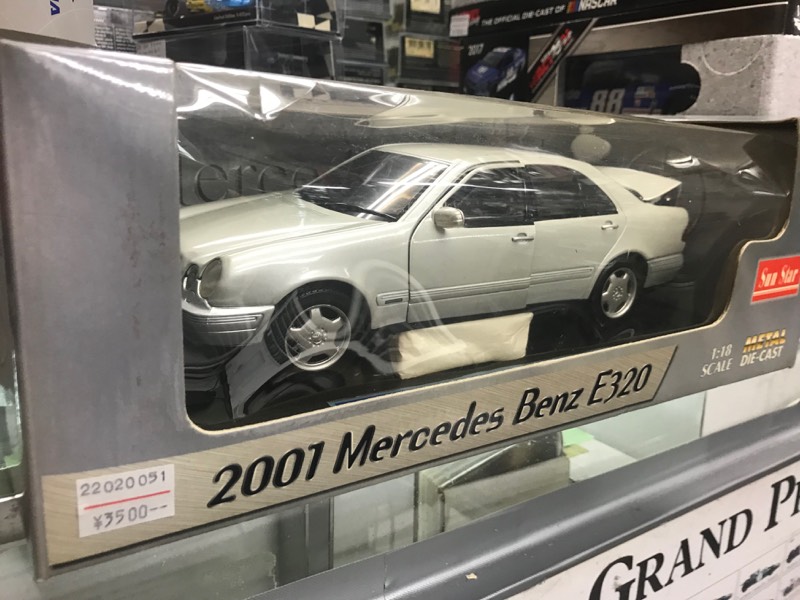 THE OFFICIAL DIE-CAST OF NASCAR
2017
88
Sun Star
1:18
SCALE
METAL
DIE-CAST
2001 Mercedes Benz E320
22020051
¥3500--
GRAND